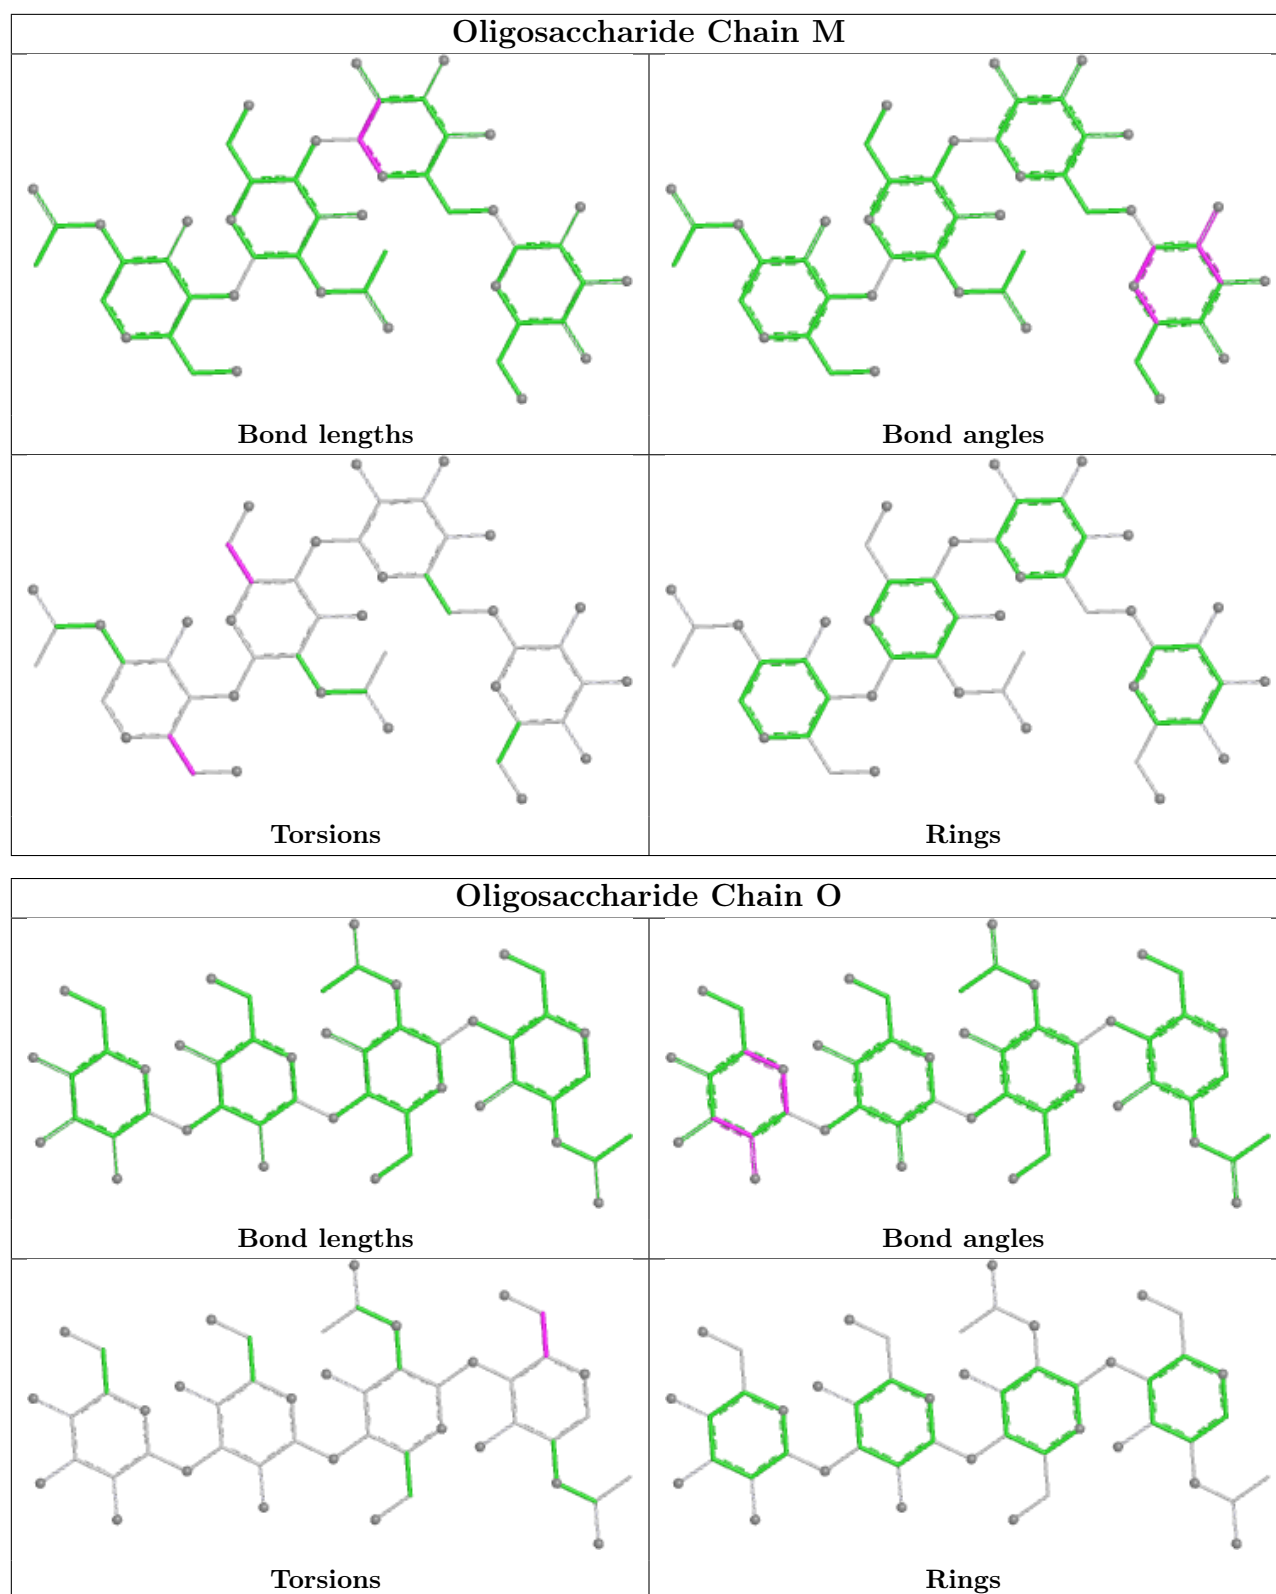 Oligosaccharide Chain M
Bond lengths
Bond angles
Torsions
Rings
Oligosaccharide Chain O
Bond lengths
Bond angles
Torsions
Rings